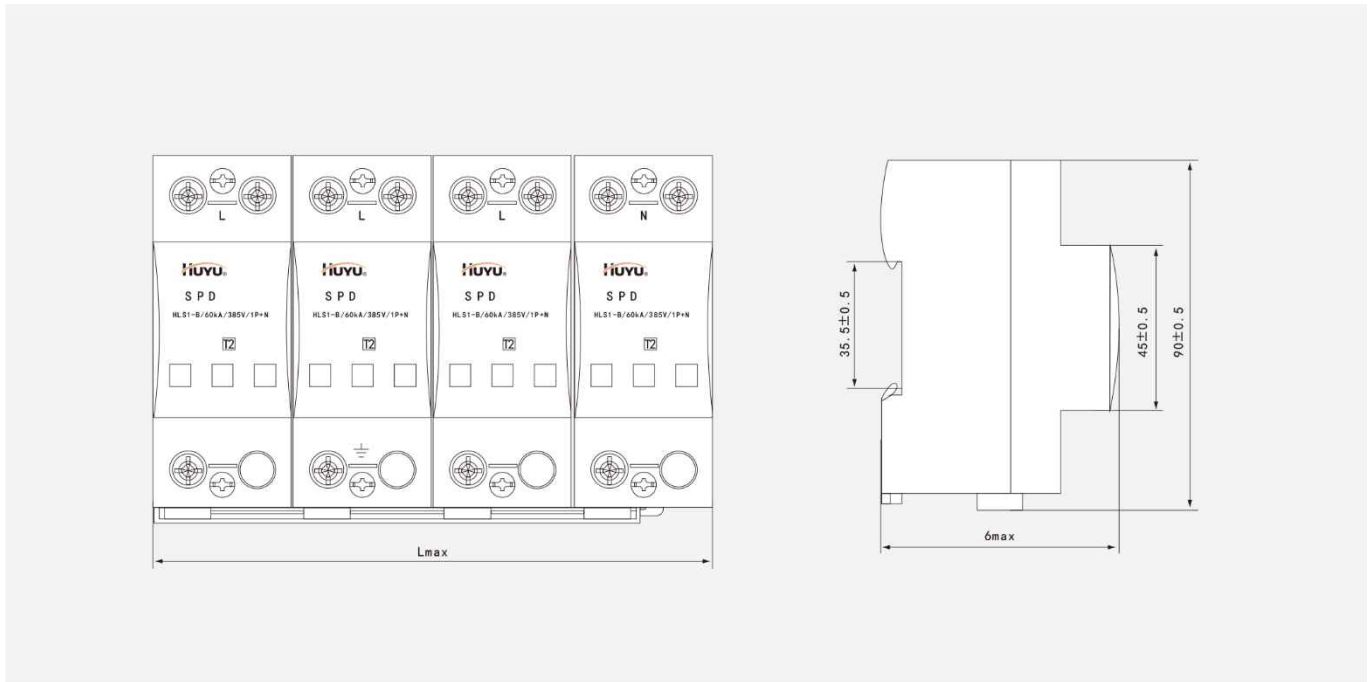 L L L N
HUYU® HUYU® HUYU® HUYU®
SPD SPD SPD SPD
HLS1-B/60kA/385V/1P+N HLS1-B/60kA/385V/1P+N HLS1-B/60kA/385V/1P+N HLS1-B/60kA/385V/1P+N
T2 T2 T2 T2
Lmax
35.5±0.5
45±0.5
90±0.5
6max